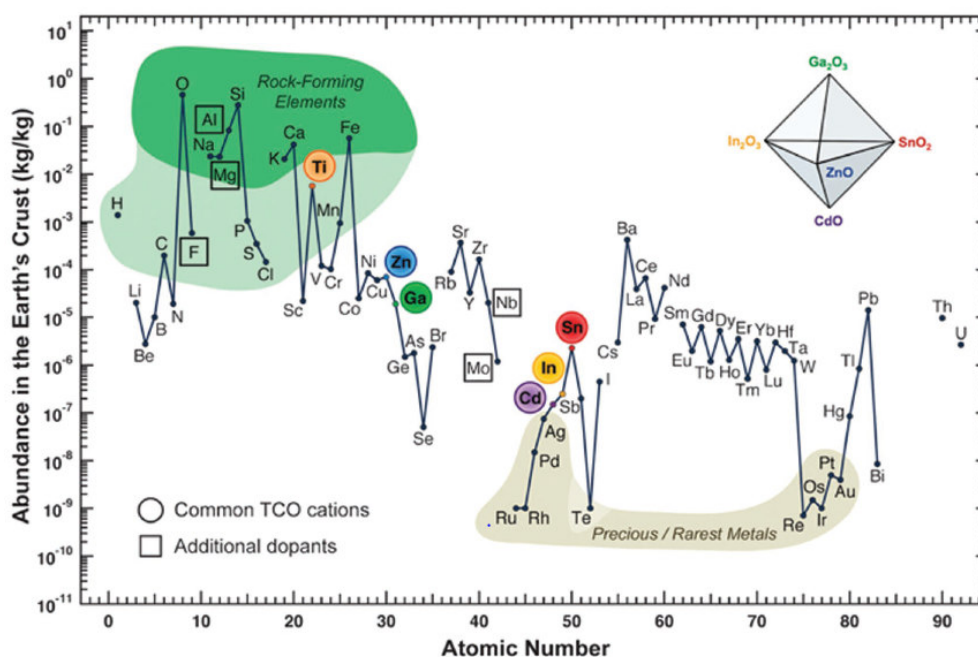 Abundance in the Earth's Crust (kg/kg)
10¹
10⁰
10⁻¹
10⁻²
10⁻³
10⁻⁴
10⁻⁵
10⁻⁶
10⁻⁷
10⁻⁸
10⁻⁹
10⁻¹⁰
10⁻¹¹
Rock-Forming
Elements
H
Li
Be
B
C
N
O
F
Na
Mg
Al
Si
P
S
Cl
K
Ca
Sc
Ti
V
Cr
Mn
Fe
Co
Ni
Cu
Zn
Ga
Ge
As
Se
Br
Rb
Sr
Y
Zr
Nb
Mo
Ru
Rh
Pd
Ag
Cd
In
Sn
Sb
Te
I
Cs
Ba
La
Ce
Pr
Nd
Sm
Eu
Gd
Tb
Dy
Ho
Er
Tm
Yb
Lu
Hf
Ta
W
Re
Os
Ir
Pt
Au
Hg
Tl
Pb
Bi
Th
U
Ga₂O₃
In₂O₃
SnO₂
ZnO
CdO
Common TCO cations
Additional dopants
Precious / Rarest Metals
0 10 20 30 40 50 60 70 80 90
Atomic Number